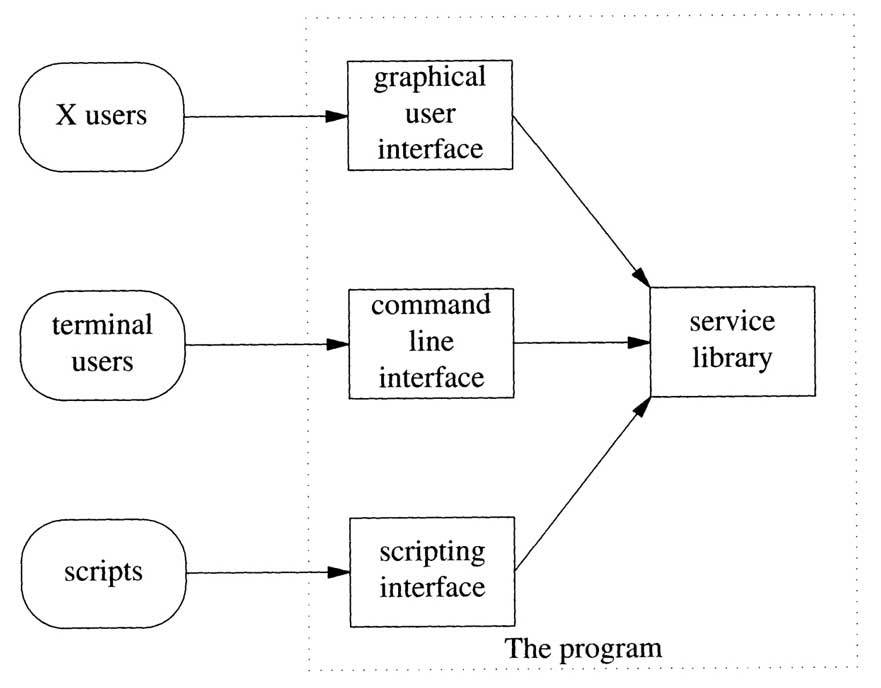 X users
graphical
user
interface
terminal
users
command
line
interface
service
library
scripts
scripting
interface
The program